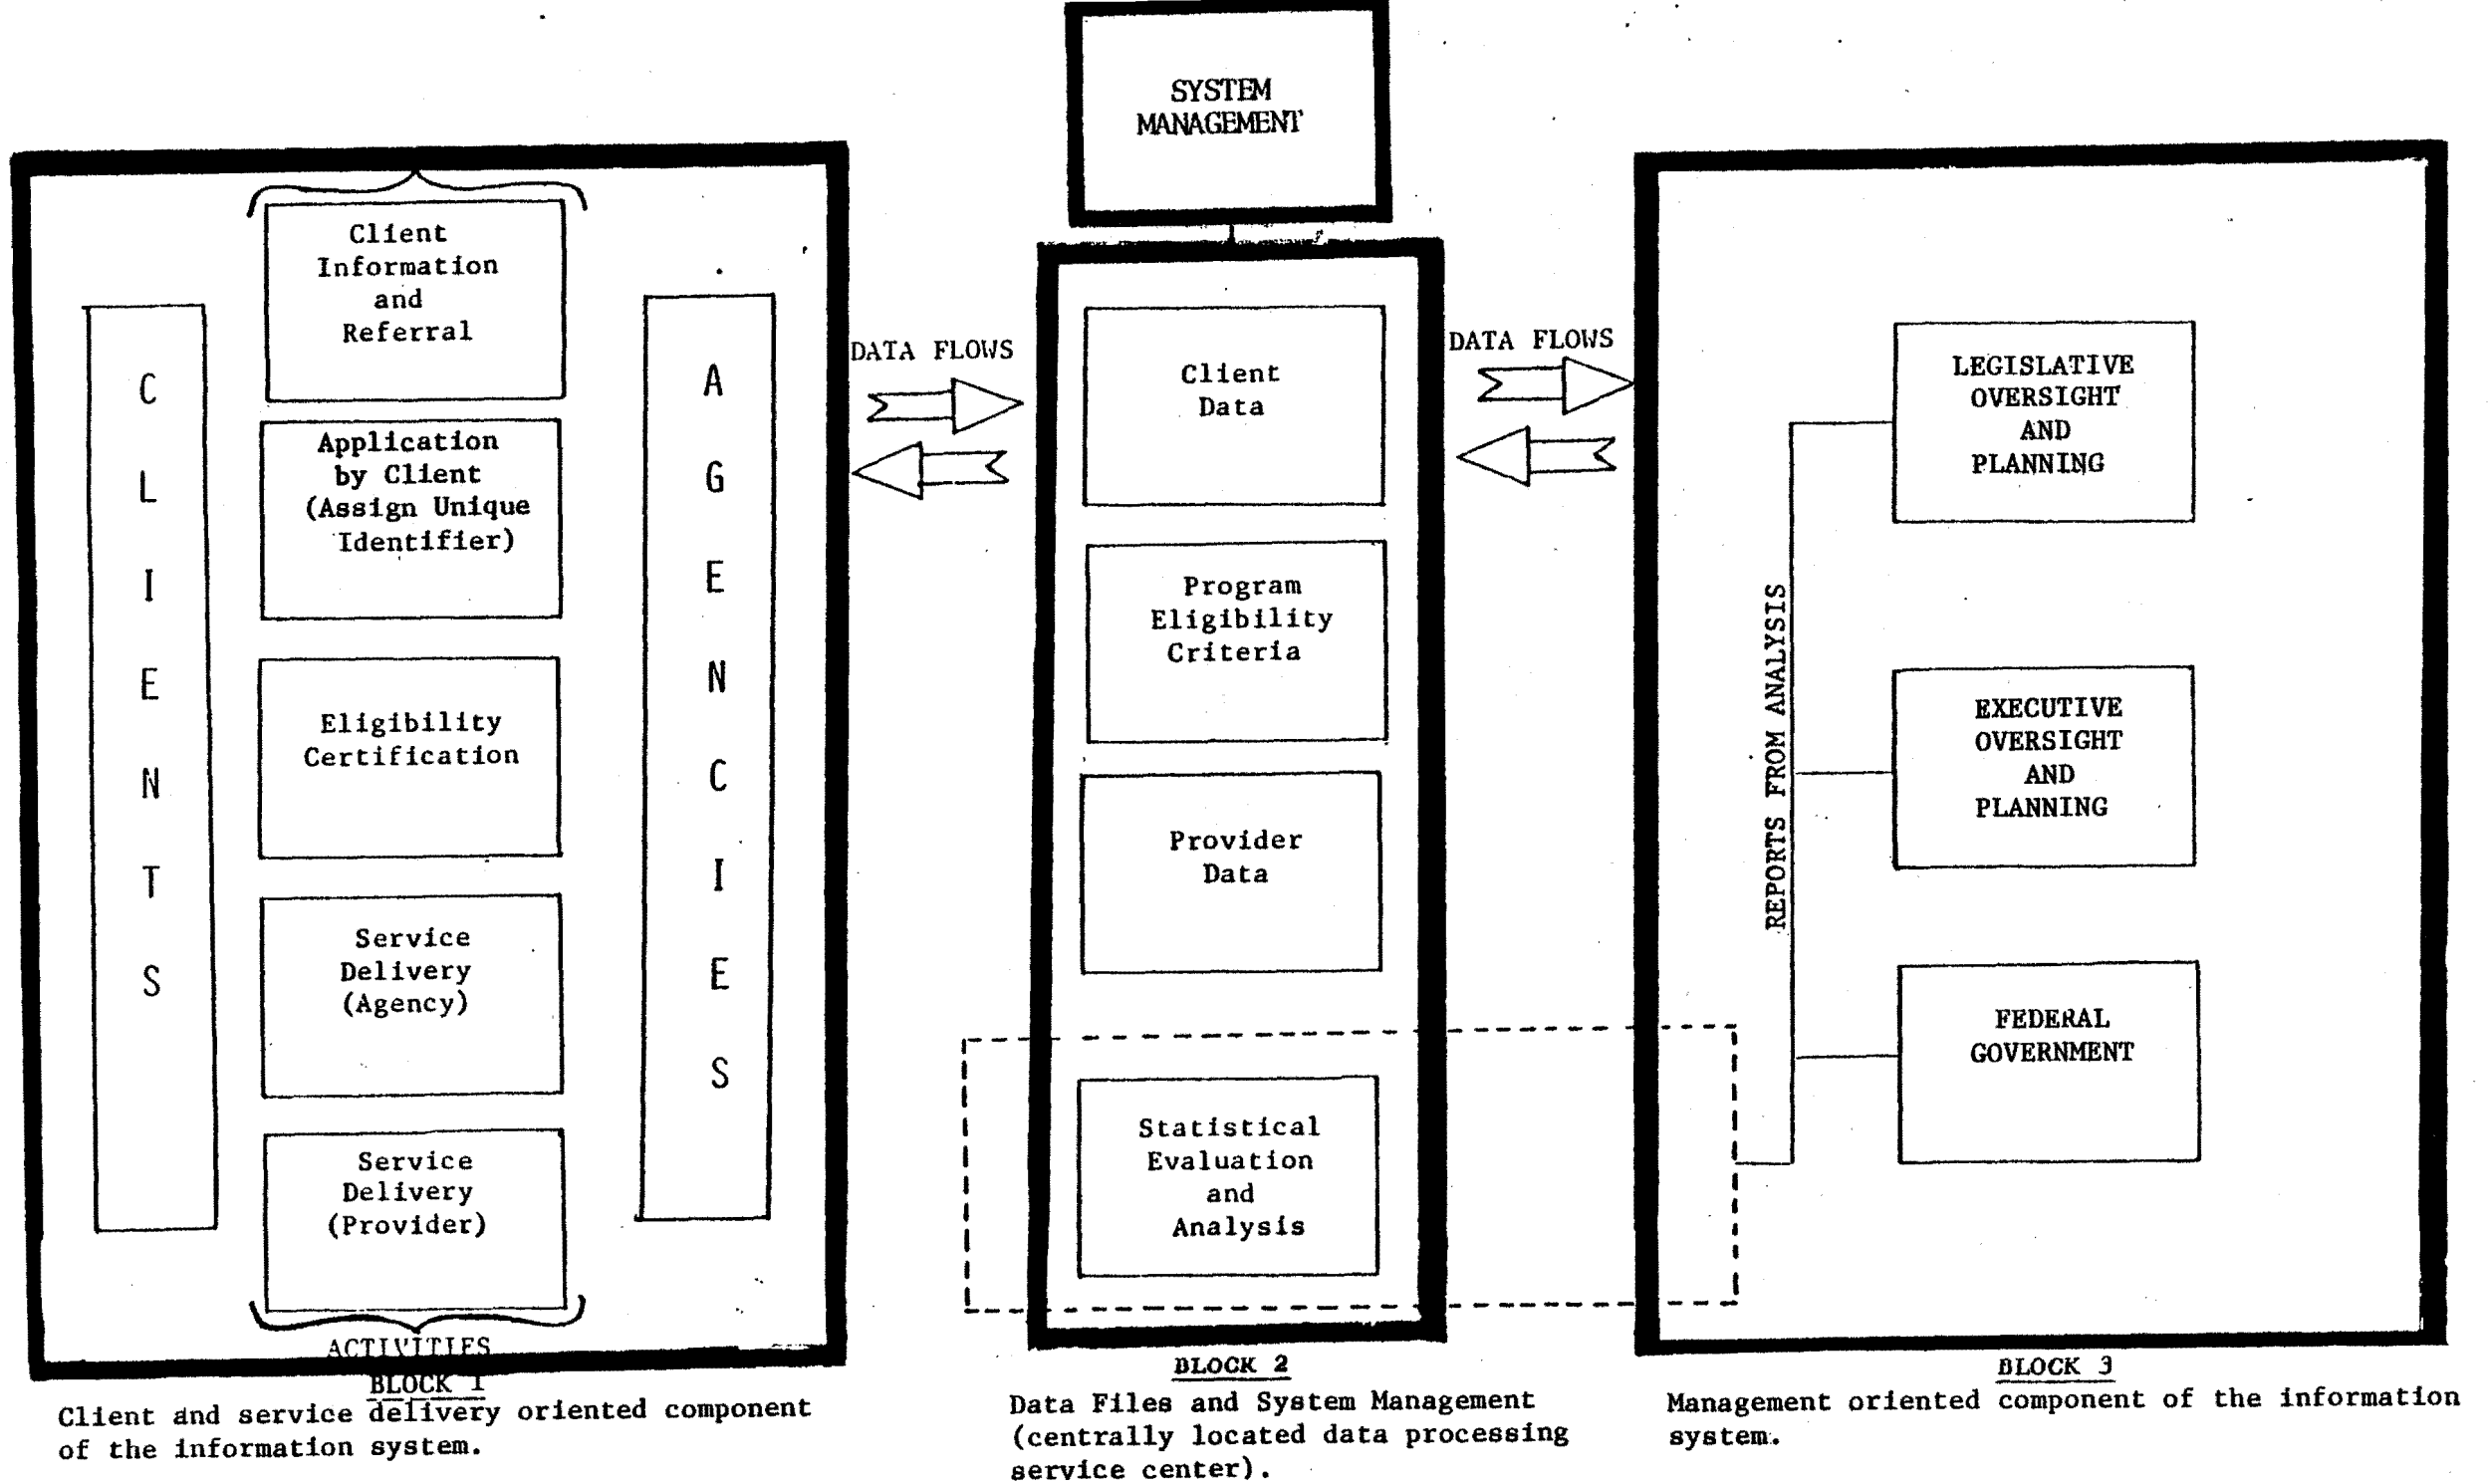 SYSTEM
MANAGEMENT
C
L
I
E
N
T
S
Client
Information
and
Referral
Application
by Client
(Assign Unique
Identifier)
Eligibility
Certification
Service
Delivery
(Agency)
Service
Delivery
(Provider)
ACTIVITIES
A
G
E
N
C
I
E
S
BLOCK 1
Client and service delivery oriented component
of the information system.
DATA FLOWS
Client
Data
Program
Eligibility
Criteria
Provider
Data
Statistical
Evaluation
and
Analysis
BLOCK 2
Data Files and System Management
(centrally located data processing
service center).
DATA FLOWS
REPORTS FROM ANALYSIS
LEGISLATIVE
OVERSIGHT
AND
PLANNING
EXECUTIVE
OVERSIGHT
AND
PLANNING
FEDERAL
GOVERNMENT
BLOCK 3
Management oriented component of the information
system.